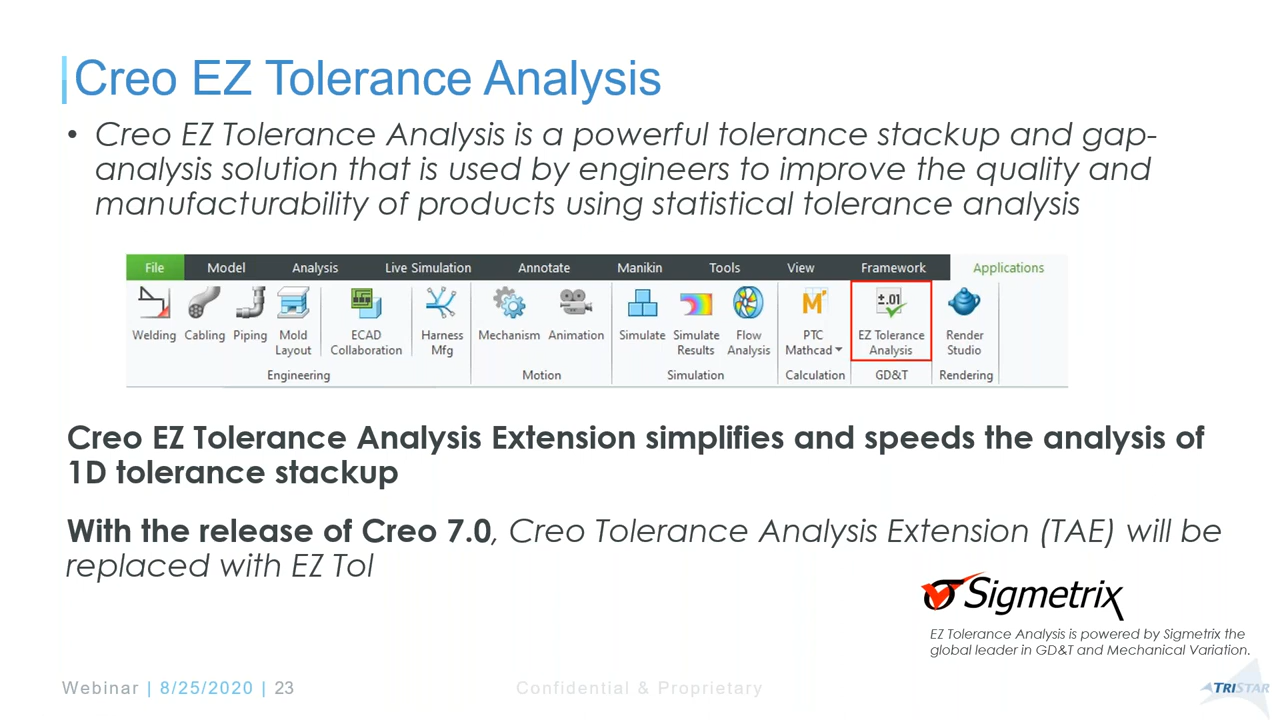 Creo EZ Tolerance Analysis
• Creo EZ Tolerance Analysis is a powerful tolerance stackup and gap-
analysis solution that is used by engineers to improve the quality and
manufacturability of products using statistical tolerance analysis
File Model Analysis Live Simulation Annotate Manikin Tools View Framework Applications
±.01
Welding Cabling Piping Mold Layout ECAD Collaboration Harness Mfg Mechanism Animation Simulate Simulate Results Flow Analysis PTC Mathcad EZ Tolerance Analysis Render Studio
Engineering Motion Simulation Calculation GD&T Rendering
Creo EZ Tolerance Analysis Extension simplifies and speeds the analysis of
1D tolerance stackup
With the release of Creo 7.0, Creo Tolerance Analysis Extension (TAE) will be
replaced with EZ Tol
Sigmetrix
EZ Tolerance Analysis is powered by Sigmetrix the
global leader in GD&T and Mechanical Variation.
Webinar | 8/25/2020 | 23
Confidential & Proprietary
TRISTAR